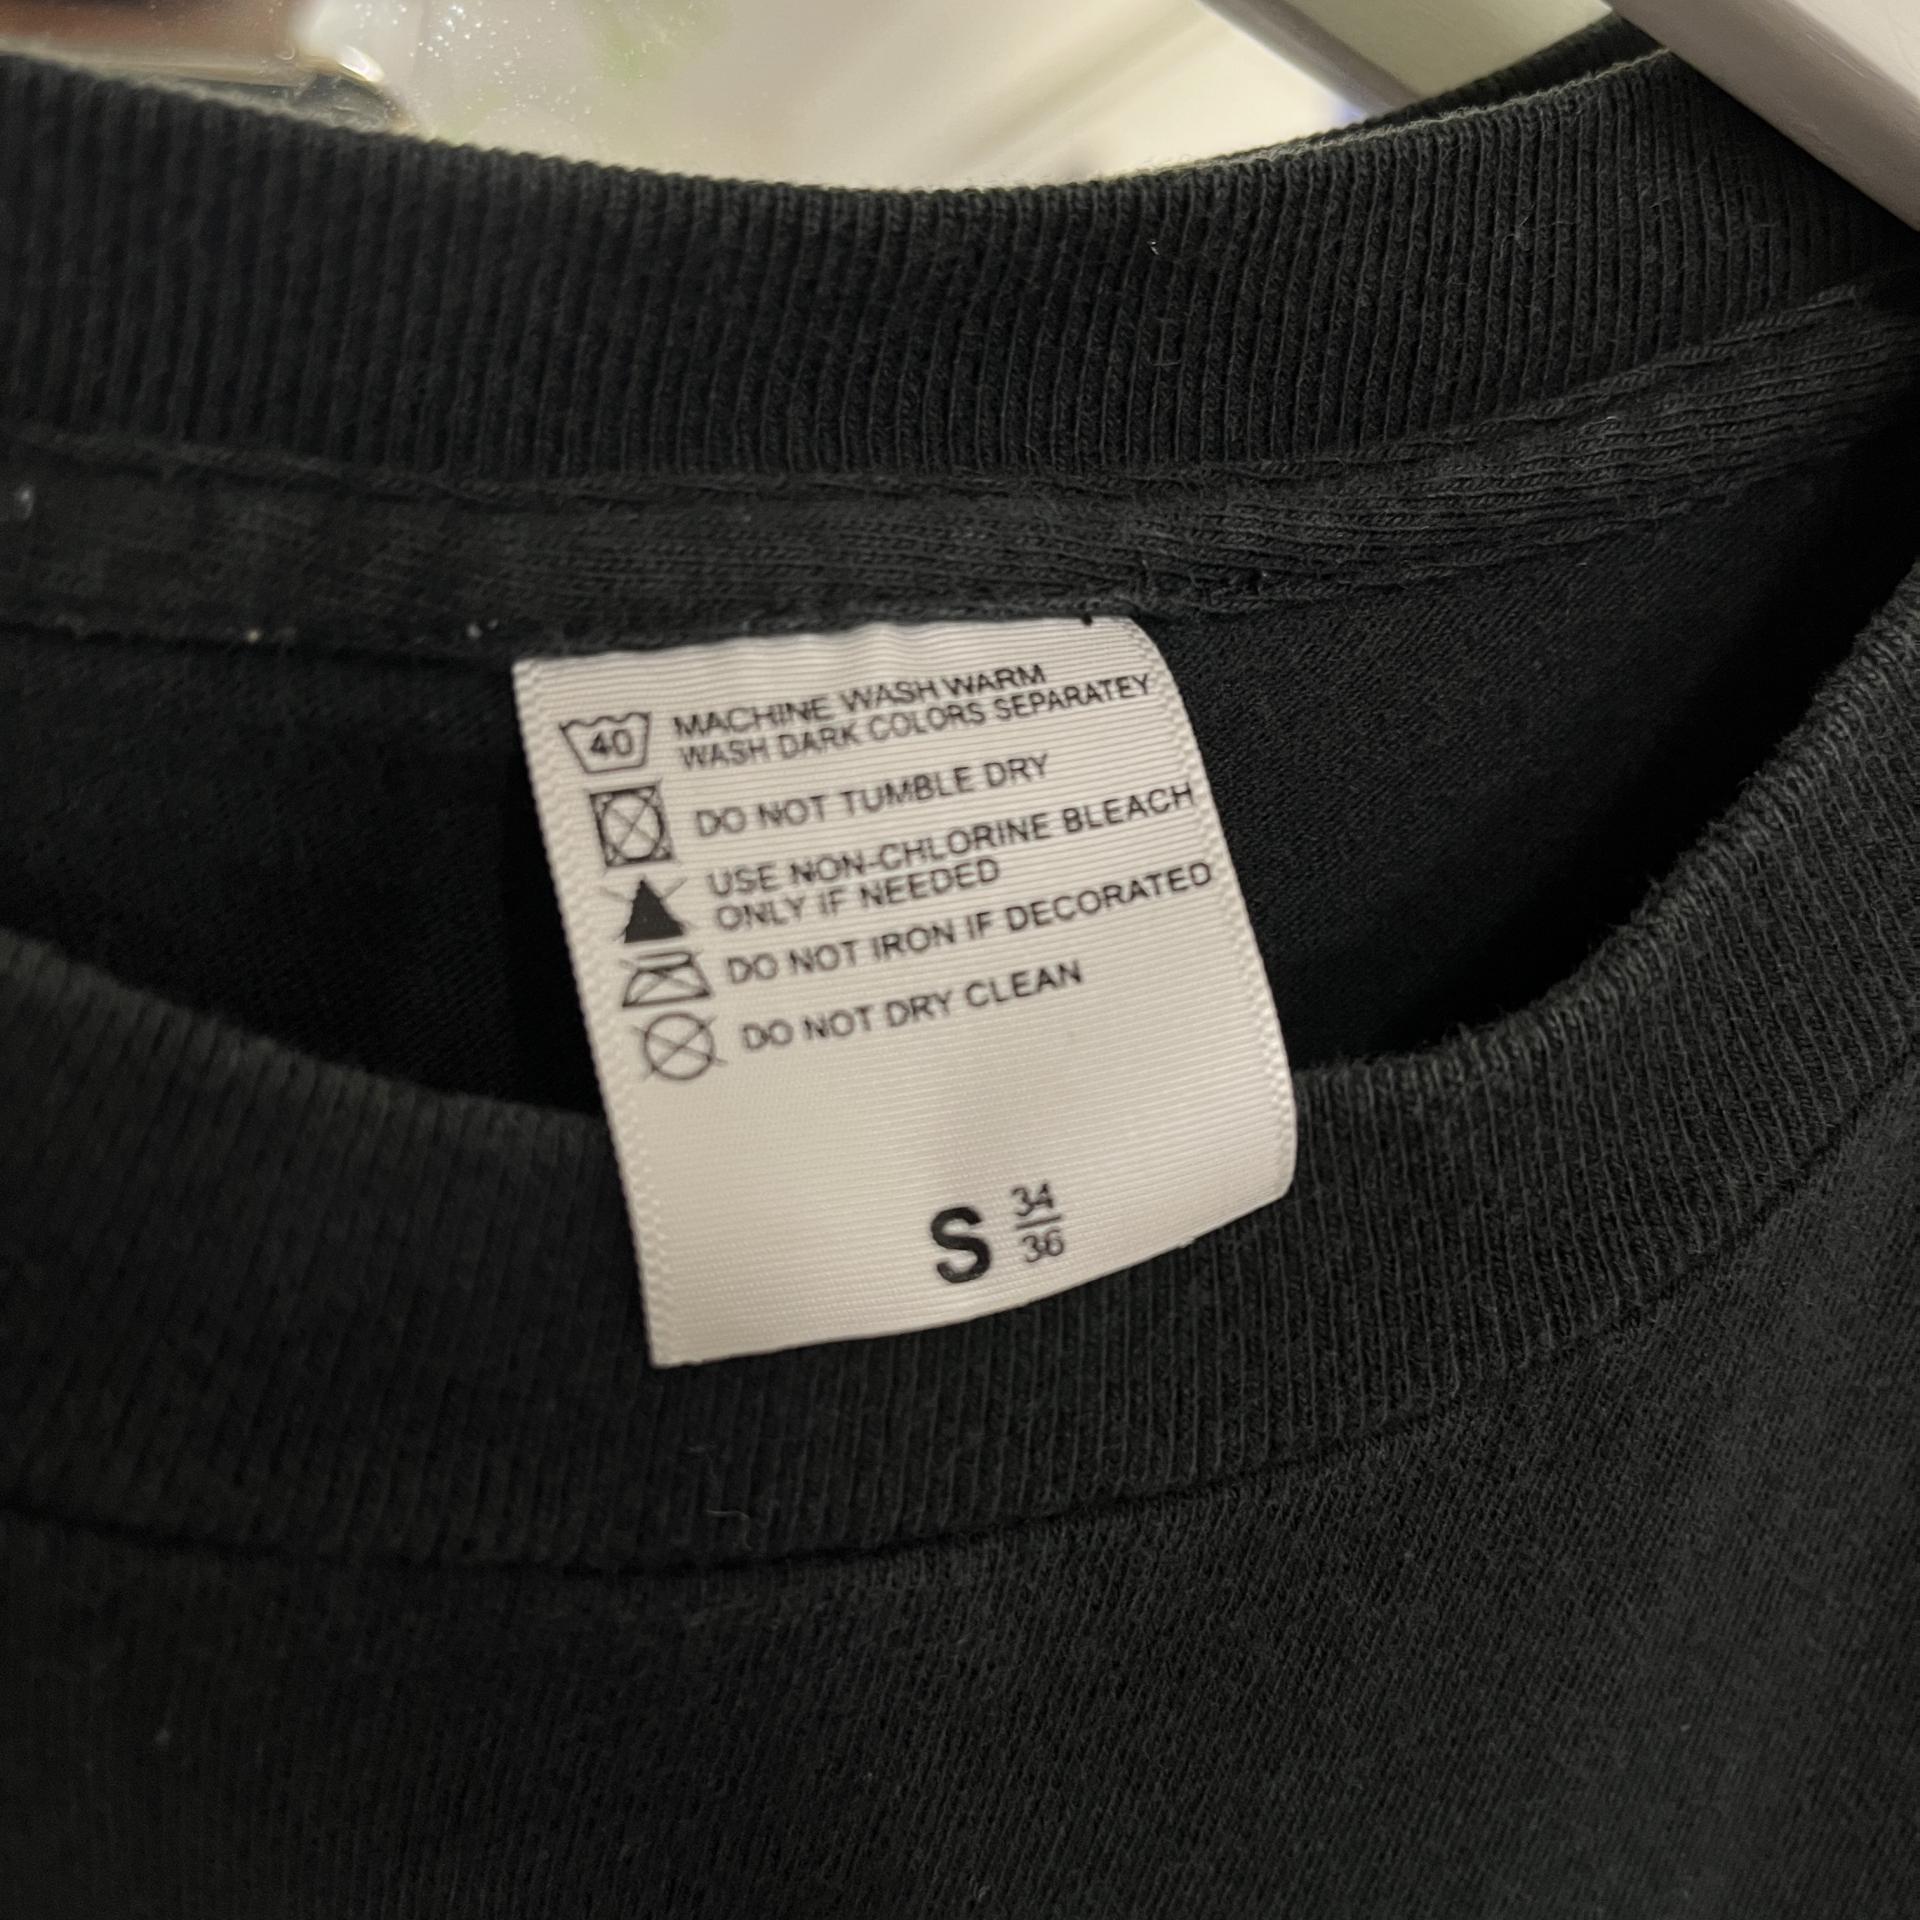 40
MACHINE WASH WARM
WASH DARK COLORS SEPARATEY
DO NOT TUMBLE DRY
USE NON-CHLORINE BLEACH
ONLY IF NEEDED
DO NOT IRON IF DECORATED
DO NOT DRY CLEAN
S
34
36